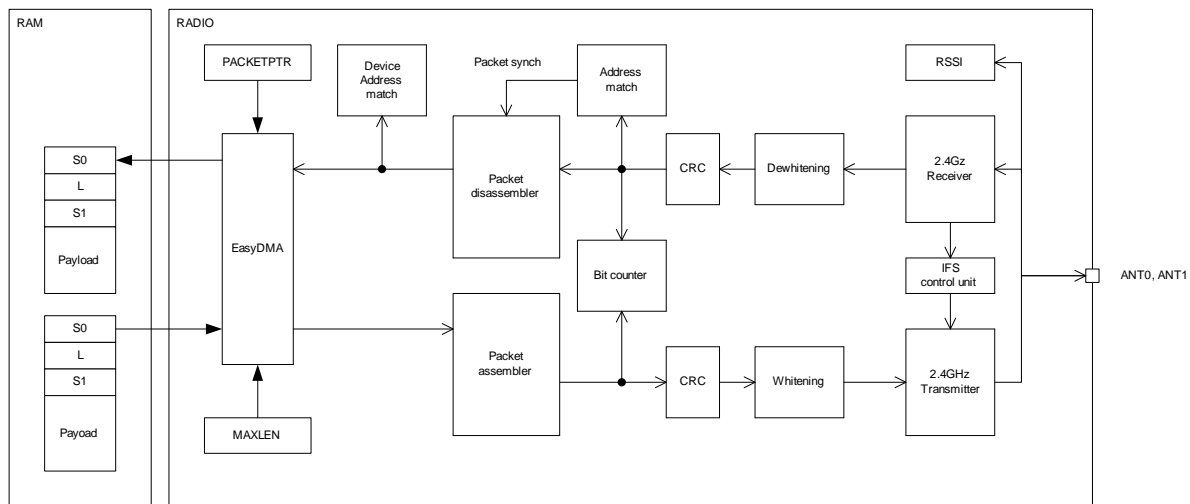 RAM
RADIO
PACKETPTR
Device
Address
match
Packet synch
Address
match
RSSI
S0
L
S1
Payload
EasyDMA
Packet
disassembler
CRC
Dewhitening
2.4Gz
Receiver
Bit counter
IFS
control unit
ANT0, ANT1
S0
L
S1
Payoad
Packet
assembler
CRC
Whitening
2.4GHz
Transmitter
MAXLEN